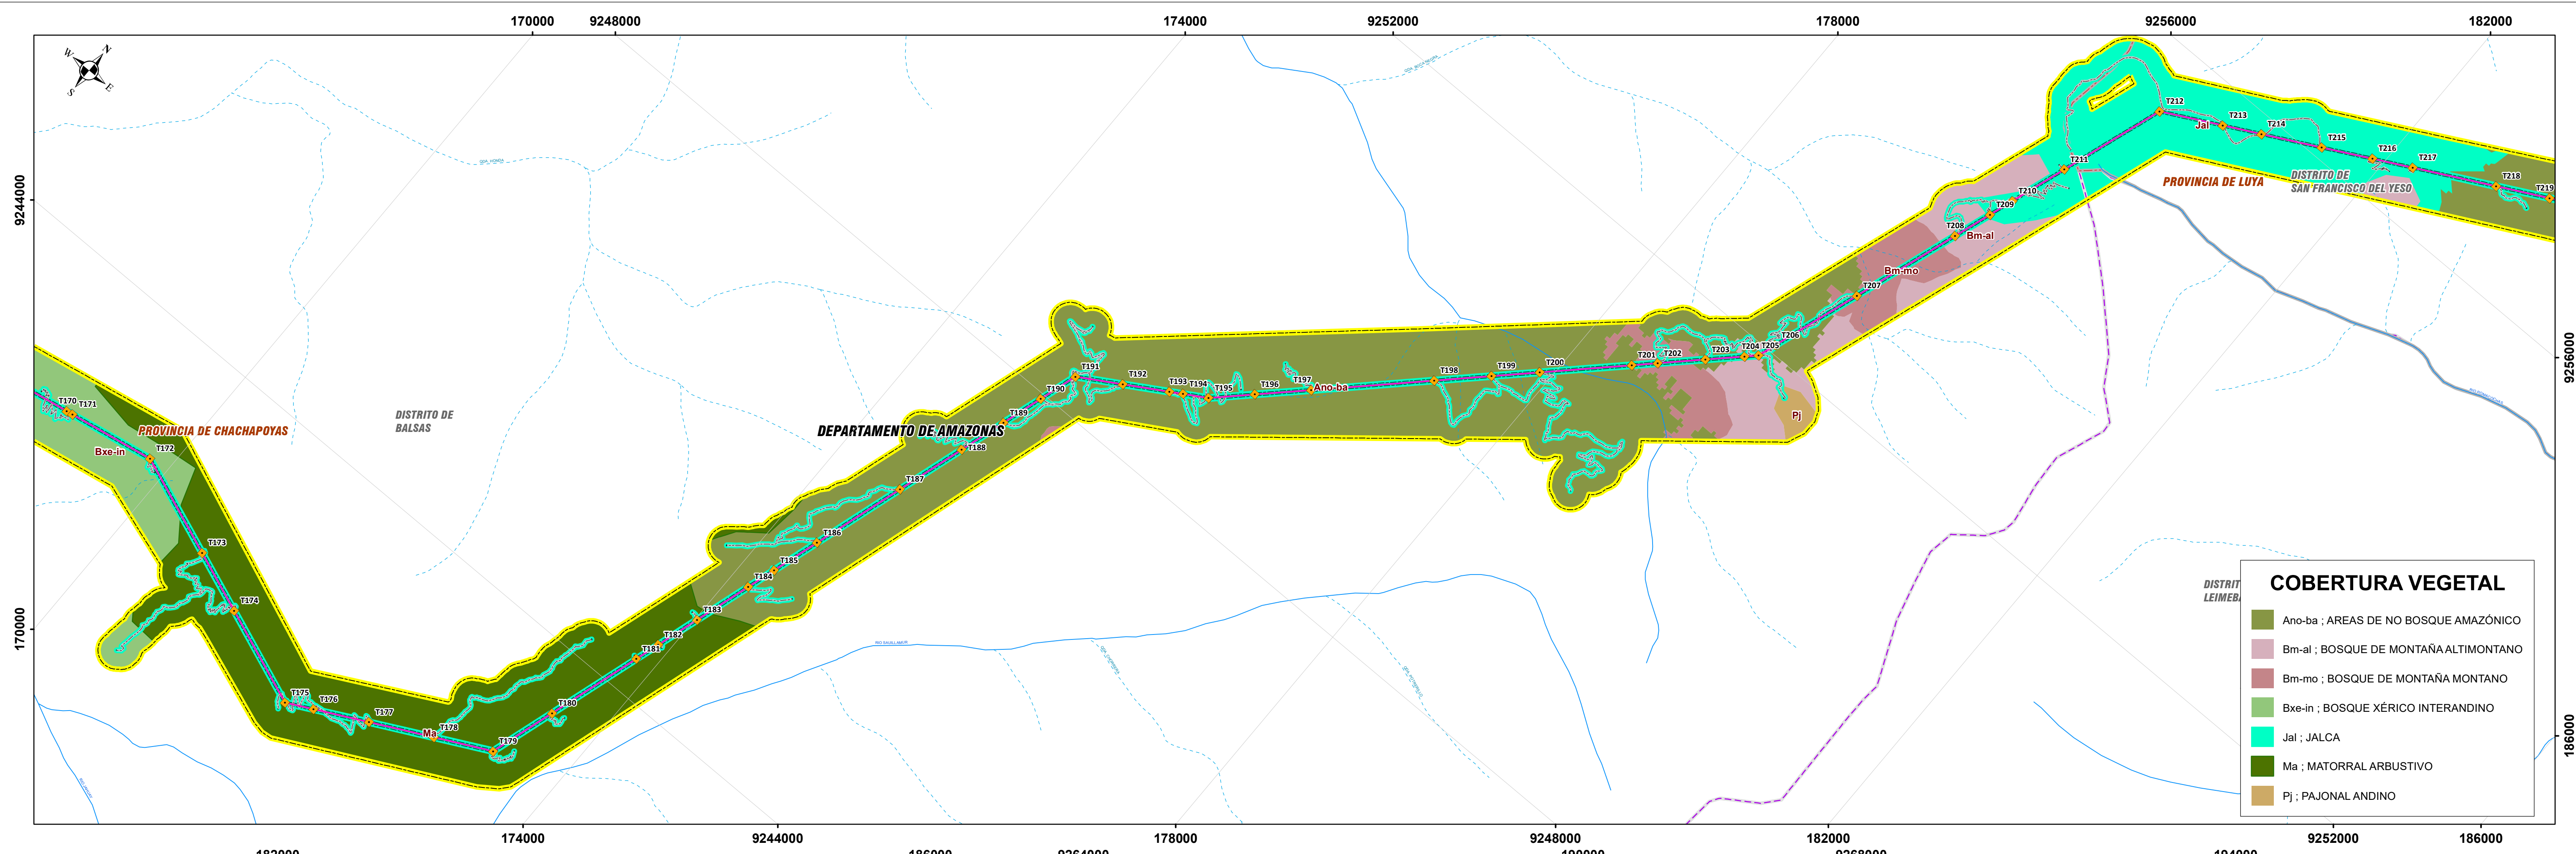 170000
9248000
174000
9252000
178000
9256000
182000
N
W
E
S
9244000
170000
9256000
186000
T170
T171
T172
T173
T174
T175
T176
T177
T178
T179
T180
T181
T182
T183
T184
T185
T186
T187
T188
T189
T190
T191
T192
T193
T194
T195
T196
T197
T198
T199
T200
T201
T202
T203
T204
T205
T206
T207
T208
T209
T210
T211
T212
T213
T214
T215
T216
T217
T218
T219
Bxe-in
Ma
Ano-ba
Pj
Bm-mo
Bm-al
Jal
PROVINCIA DE CHACHAPOYAS
DISTRITO DE
BALSAS
DEPARTAMENTO DE AMAZONAS
PROVINCIA DE LUYA
DISTRITO DE
SAN FRANCISCO DEL YESO
DISTRIT
LEIMEB
COBERTURA VEGETAL
Ano-ba ; AREAS DE NO BOSQUE AMAZÓNICO
Bm-al ; BOSQUE DE MONTAÑA ALTIMONTANO
Bm-mo ; BOSQUE DE MONTAÑA MONTANO
Bxe-in ; BOSQUE XÉRICO INTERANDINO
Jal ; JALCA
Ma ; MATORRAL ARBUSTIVO
Pj ; PAJONAL ANDINO
174000
9244000
178000
9248000
182000
9252000
186000